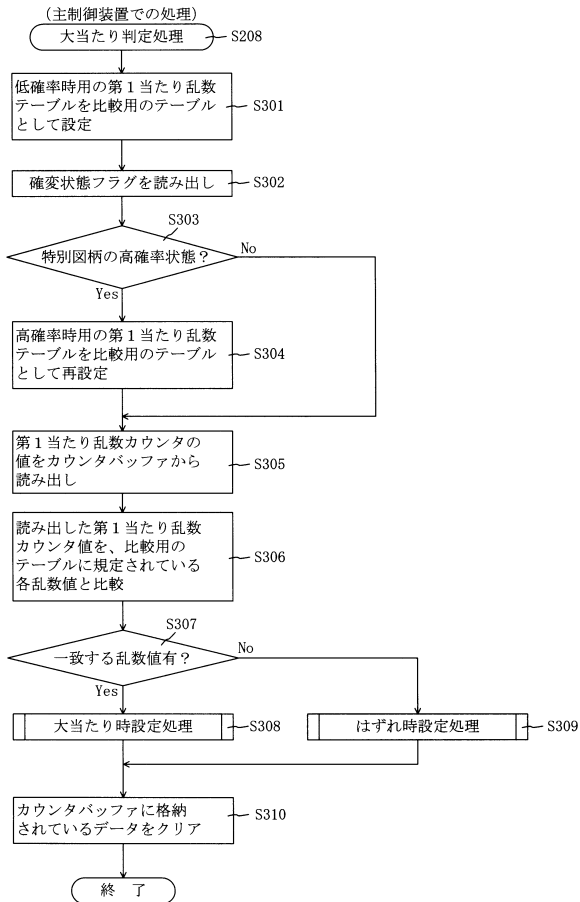 (主制御装置での処理)
大当たり判定処理
S208
低確率時用の第1当たり乱数
テーブルを比較用のテーブル
として設定
S301
確変状態フラグを読み出し
S302
S303
特別図柄の高確率状態？
No
Yes
高確率時用の第1当たり乱数
テーブルを比較用のテーブル
として再設定
S304
第1当たり乱数カウンタの
値をカウンタバッファから
読み出し
S305
読み出した第1当たり乱数
カウンタ値を、比較用の
テーブルに規定されている
各乱数値と比較
S306
S307
一致する乱数値有？
No
Yes
大当たり時設定処理
S308
はずれ時設定処理
S309
カウンタバッファに格納
されているデータをクリア
S310
終 了